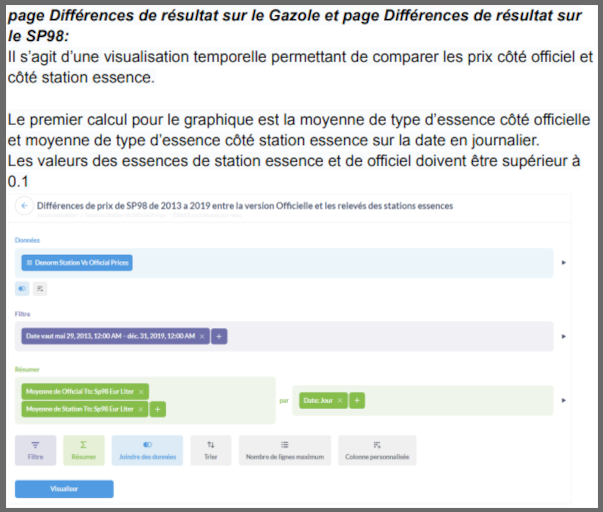 page Différences de résultat sur le Gazole et page Différences de résultat sur
le SP98:
Il s’agit d’une visualisation temporelle permettant de comparer les prix côté officiel et
côté station essence.
Le premier calcul pour le graphique est la moyenne de type d’essence côté officielle
et moyenne de type d’essence côté station essence sur la date en journalier.
Les valeurs des essences de station essence et de officiel doivent être supérieur à
0.1
Différences de prix de SP98 de 2013 a 2019 entre la version Officielle et les relevés des stations essences
Données
Denorm Station Vs Official Prices
Filtre
Date vaut mai 29, 2013, 12:00 AM – déc. 31, 2019, 12:00 AM × +
Résumer
Moyenne de Official Ttc Sp98 Eur Liter ×
Moyenne de Station Ttc Sp98 Eur Liter × +
par
Date: Jour × +
Filtre
Résumer
Joindre des données
Trier
Nombre de lignes maximum
Colonne personnalisée
Visualiser